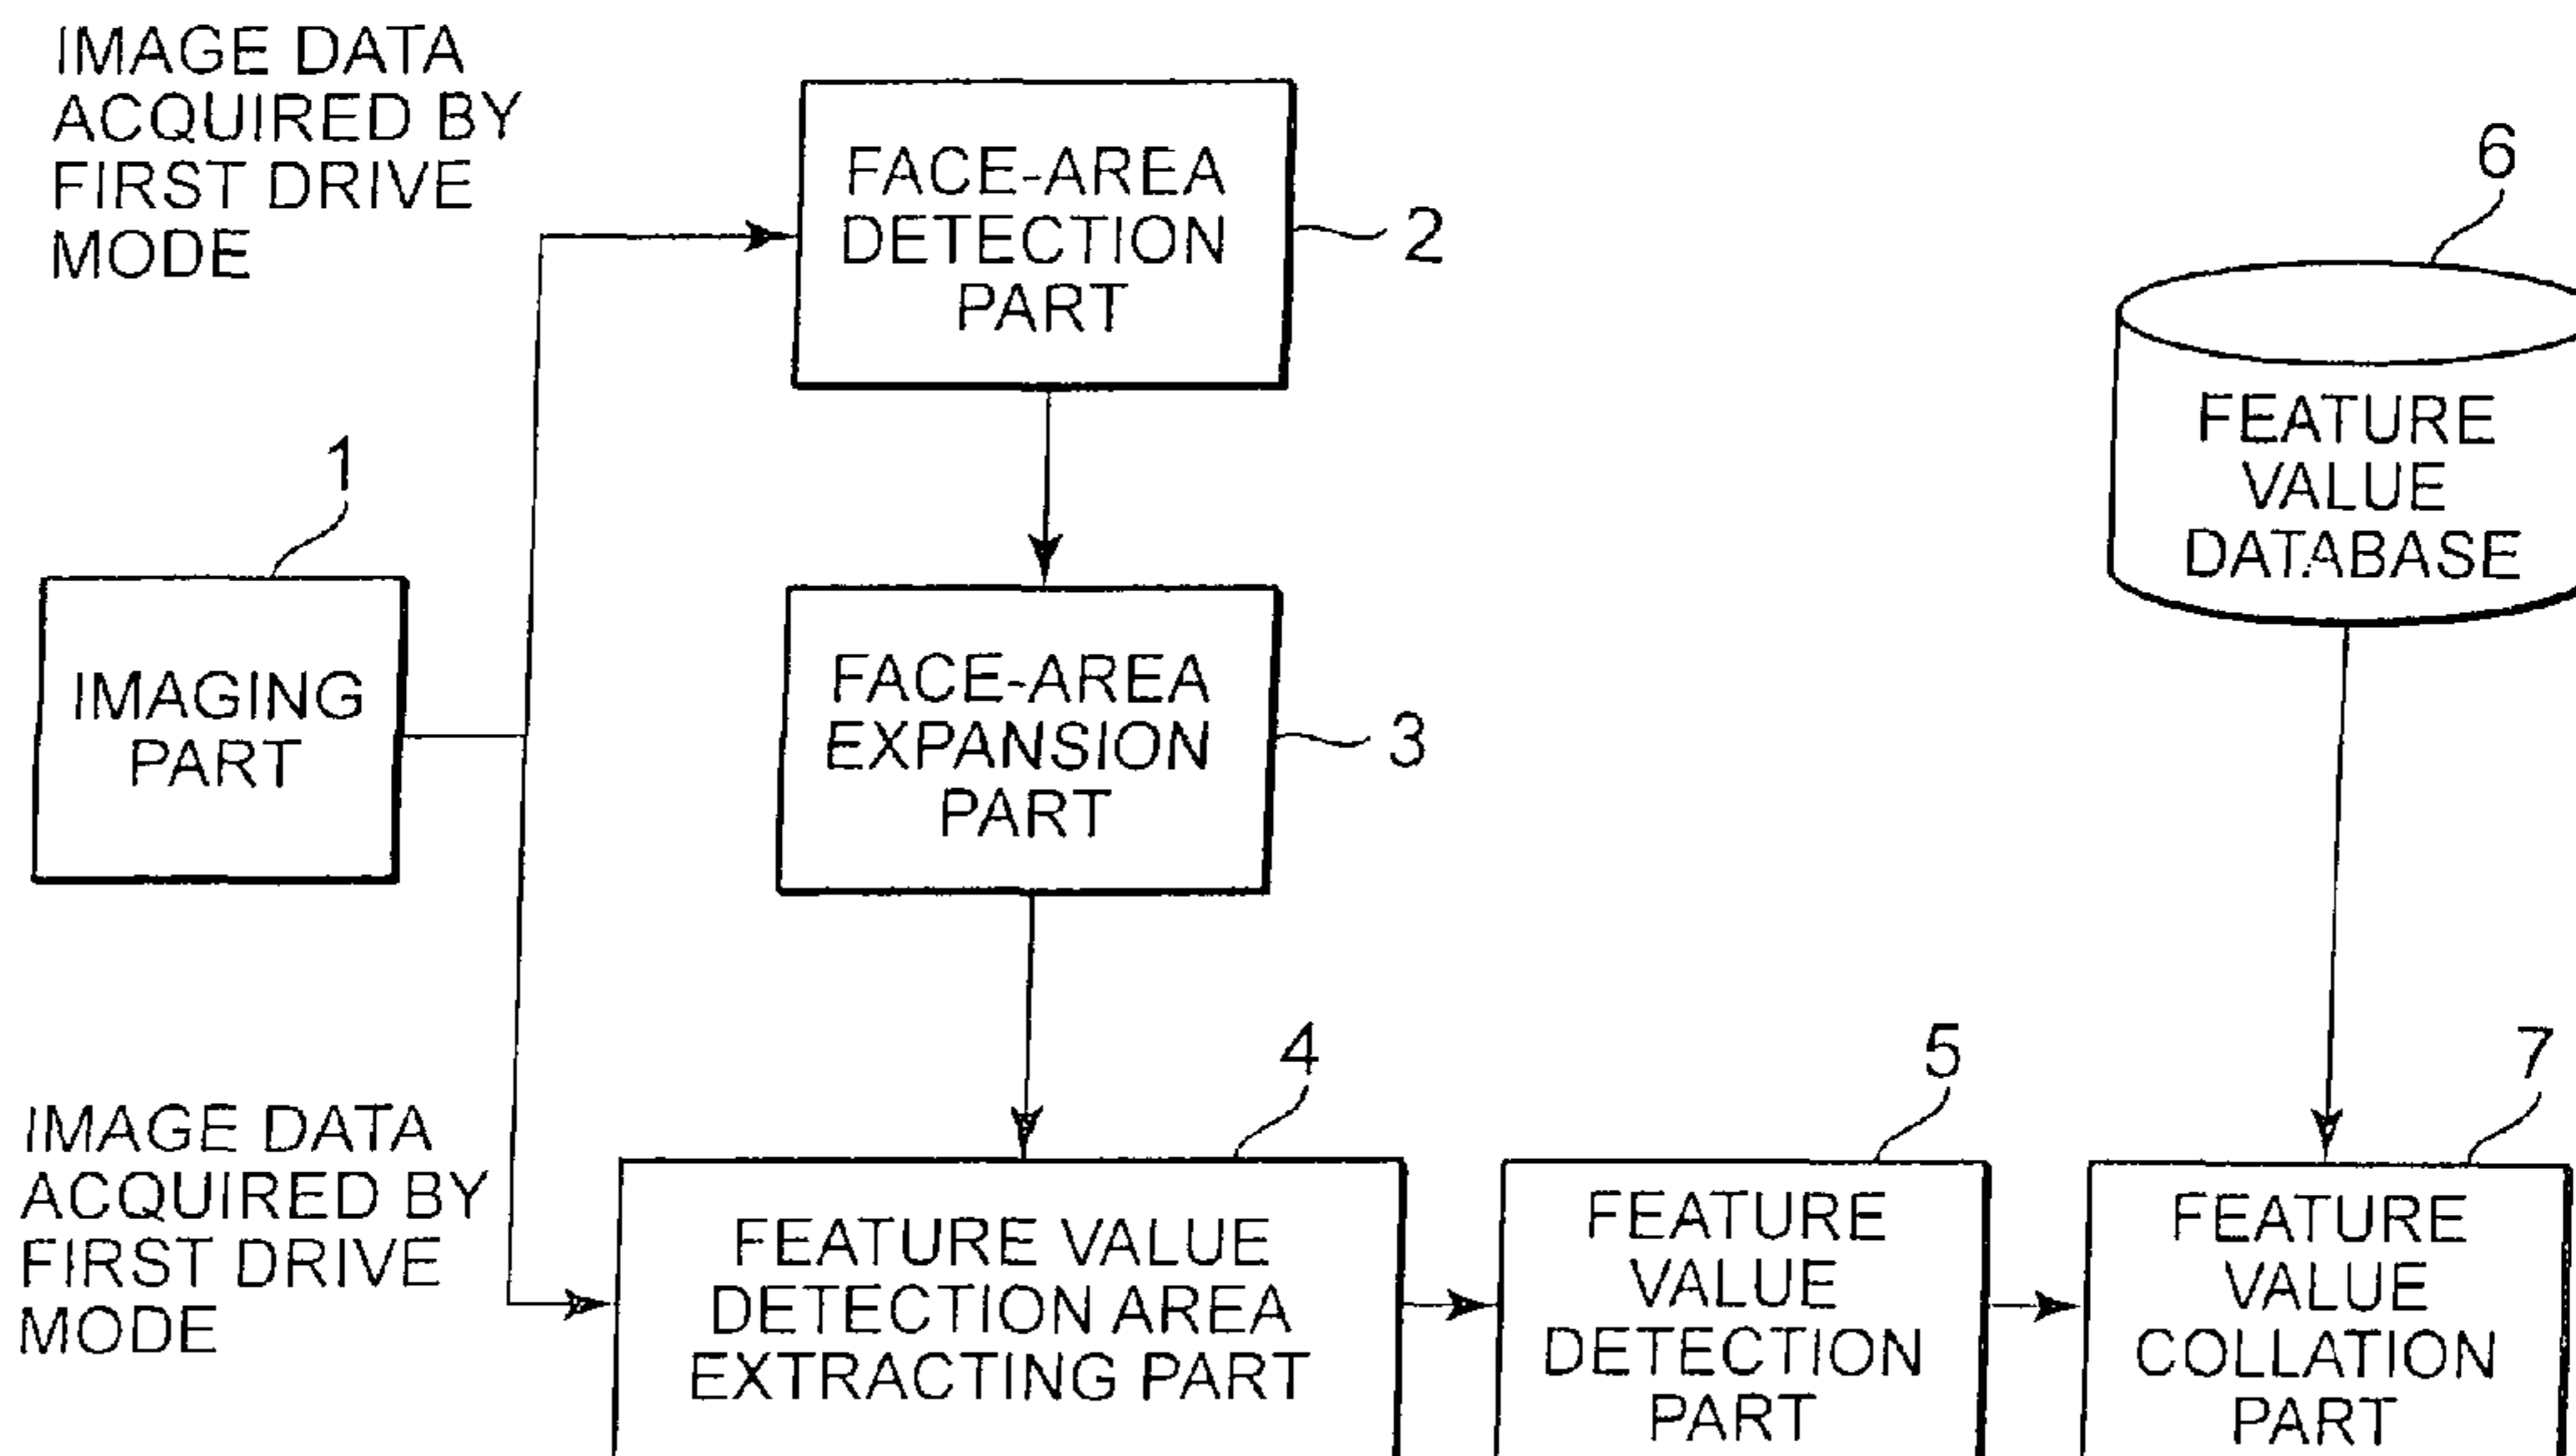 IMAGE DATA
ACQUIRED BY
FIRST DRIVE
MODE
FACE-AREA
DETECTION
PART
2
6
FEATURE
VALUE
DATABASE
1
IMAGING
PART
FACE-AREA
EXPANSION
PART
3
IMAGE DATA
ACQUIRED BY
FIRST DRIVE
MODE
4
FEATURE VALUE
DETECTION AREA
EXTRACTING PART
5
FEATURE
VALUE
DETECTION
PART
7
FEATURE
VALUE
COLLATION
PART